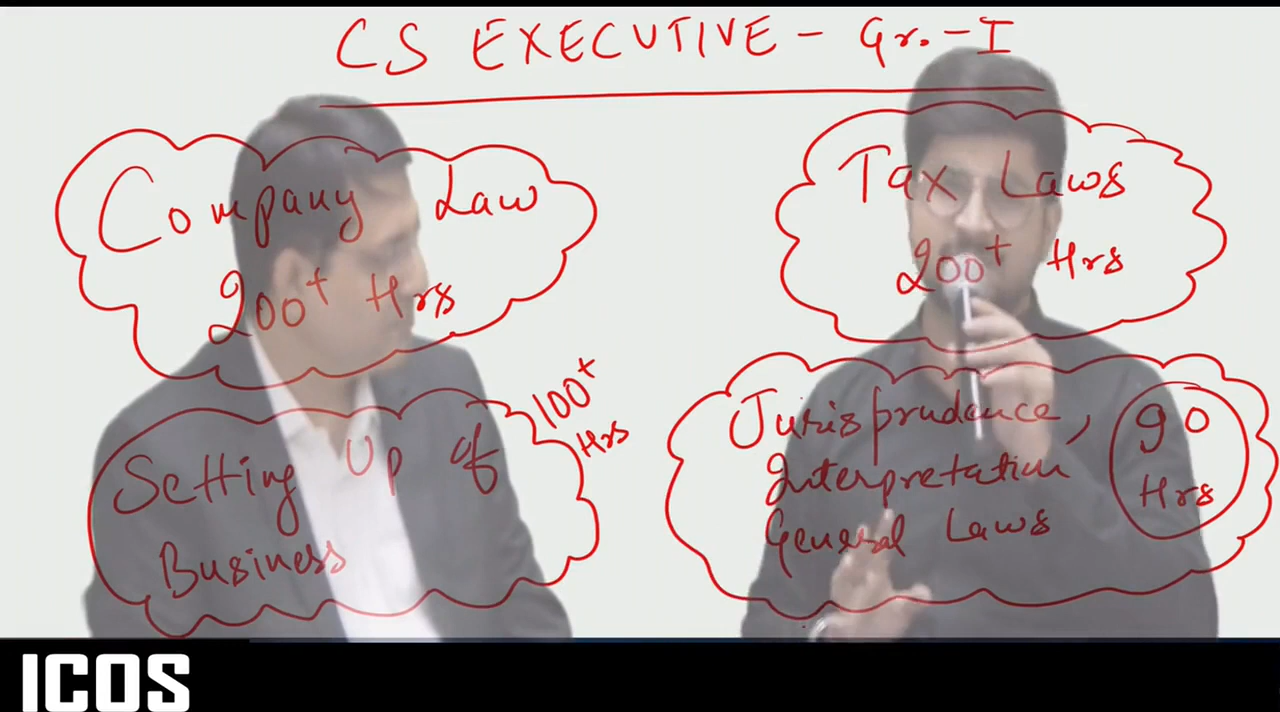 CS EXECUTIVE - Gr. - I
Company Law
200+ Hrs
Tax Laws
200+ Hrs
Setting Up of
Business
100+
Hrs
Jurisprudence,
Interpretation
General Laws
90
Hrs
ICOS